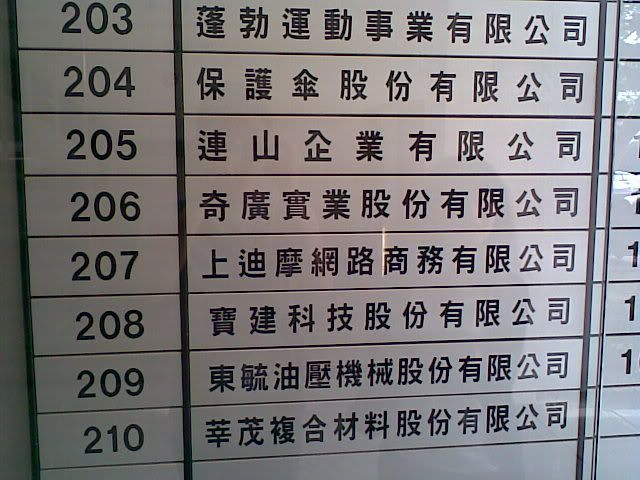 203 蓬勃運動事業有限公司
204 保護傘股份有限公司
205 連山企業有限公司
206 奇廣實業股份有限公司
207 上迪摩網路商務有限公司
208 寶建科技股份有限公司
209 東毓油壓機械股份有限公司
210 莘茂複合材料股份有限公司